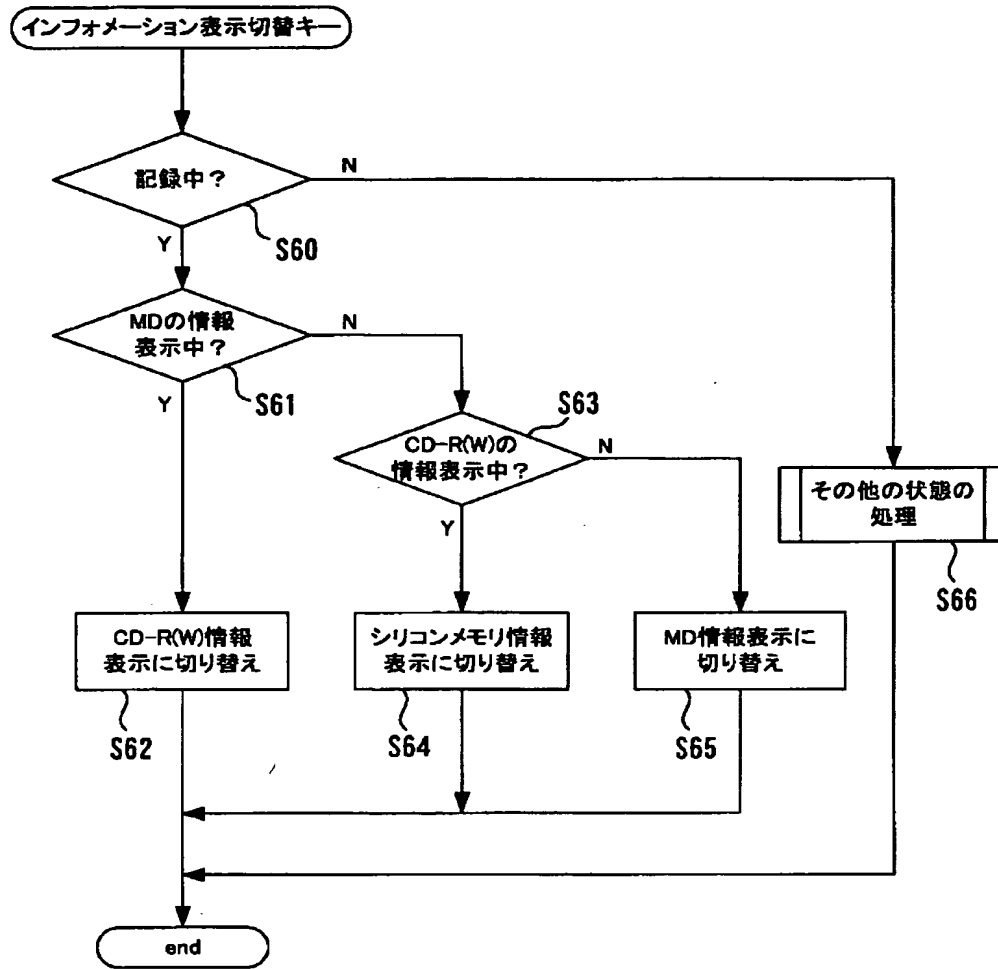 インフォメーション表示切替キー
記録中？
N
Y
S60
MDの情報
表示中？
N
Y
S61
S63
CD-R(W)の
情報表示中？
N
Y
その他の状態の
処理
S66
CD-R(W)情報
表示に切り替え
S62
シリコンメモリ情報
表示に切り替え
S64
MD情報表示に
切り替え
S65
end